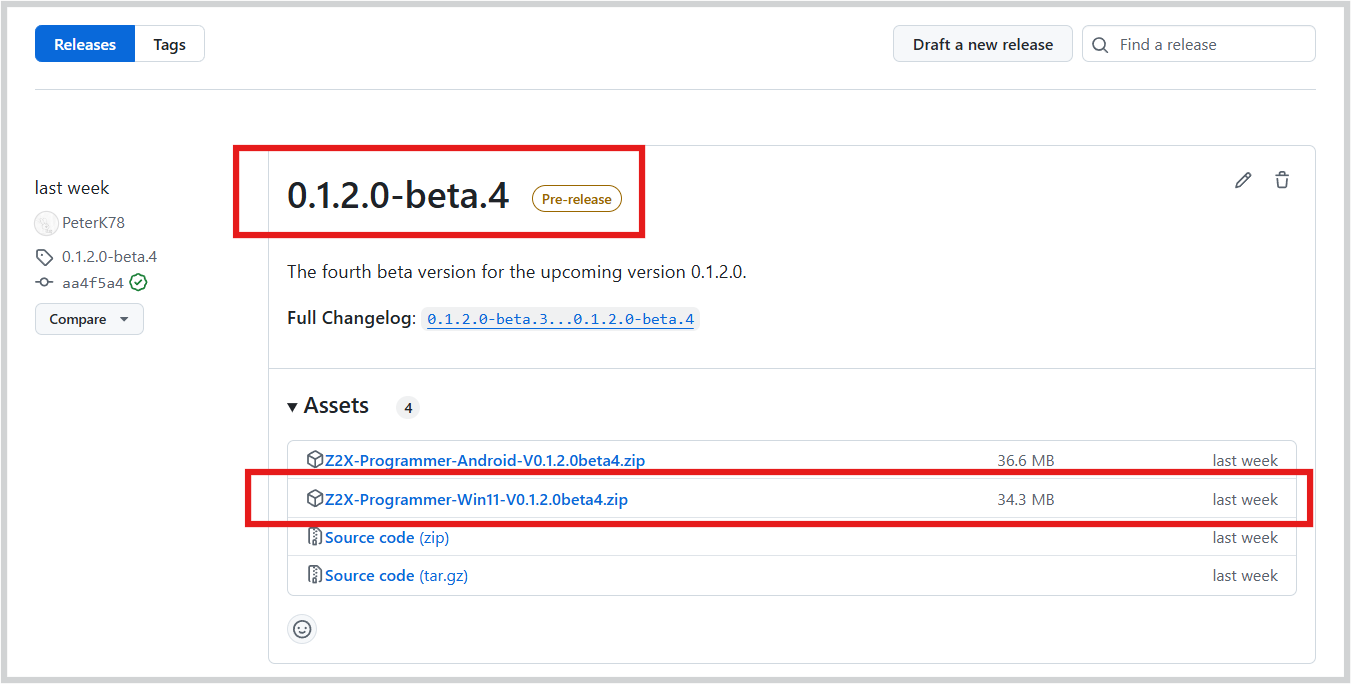 Releases
Tags
Draft a new release
Find a release
last week
PeterK78
0.1.2.0-beta.4
aa4f5a4
Compare
0.1.2.0-beta.4 Pre-release
The fourth beta version for the upcoming version 0.1.2.0.
Full Changelog: 0.1.2.0-beta.3...0.1.2.0-beta.4
Assets 4
Z2X-Programmer-Android-V0.1.2.0beta4.zip 36.6 MB last week
Z2X-Programmer-Win11-V0.1.2.0beta4.zip 34.3 MB last week
Source code (zip) last week
Source code (tar.gz) last week